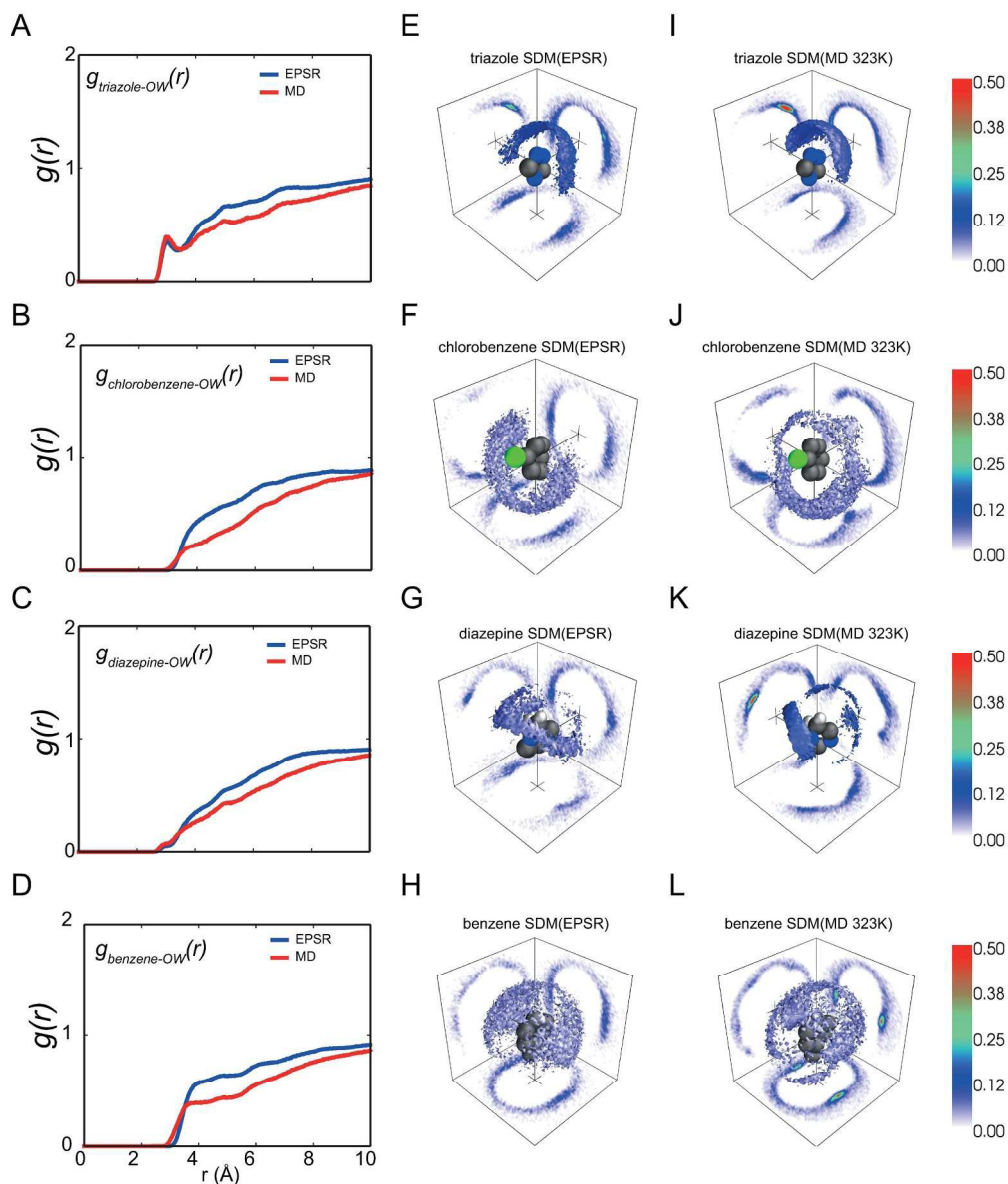 A
2
g_triazole-OW(r)
EPSR
MD
g(r)
1
0
E
triazole SDM(EPSR)
I
triazole SDM(MD 323K)
0.50
0.38
0.25
0.12
0.00
B
2
g_chlorobenzene-OW(r)
EPSR
MD
g(r)
1
0
F
chlorobenzene SDM(EPSR)
J
chlorobenzene SDM(MD 323K)
0.50
0.38
0.25
0.12
0.00
C
2
g_diazepine-OW(r)
EPSR
MD
g(r)
1
0
G
diazepine SDM(EPSR)
K
diazepine SDM(MD 323K)
0.50
0.38
0.25
0.12
0.00
D
2
g_benzene-OW(r)
EPSR
MD
g(r)
1
0
0 2 4 6 8 10
r (Å)
H
benzene SDM(EPSR)
L
benzene SDM(MD 323K)
0.50
0.38
0.25
0.12
0.00